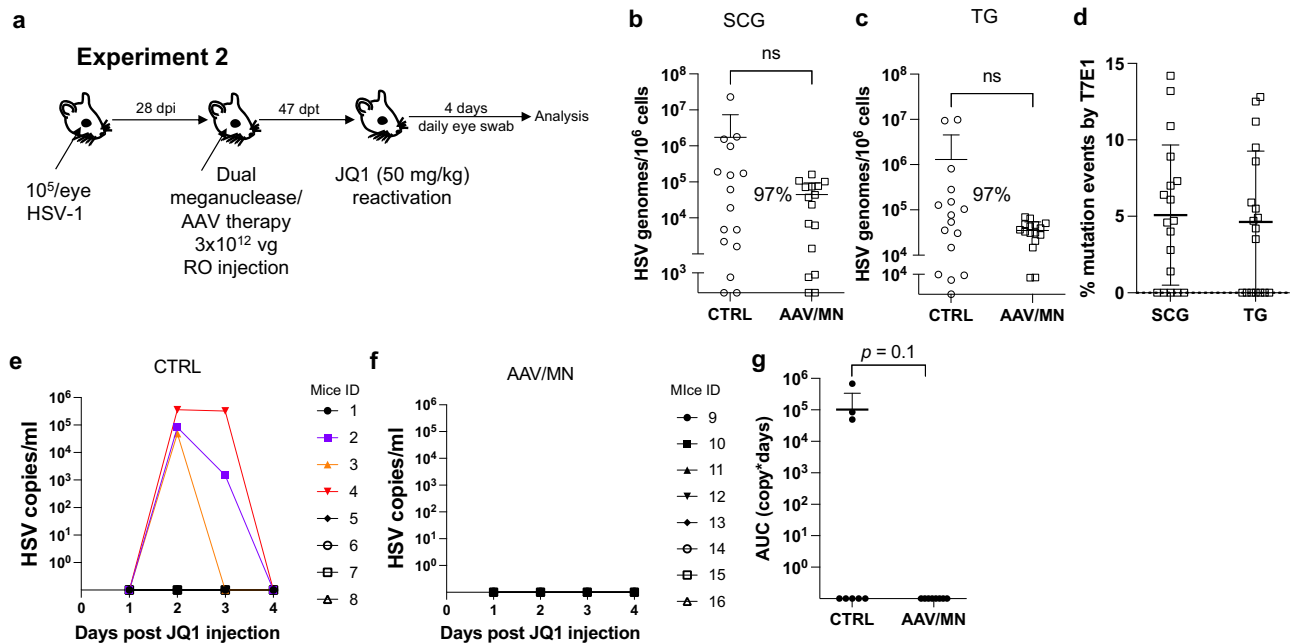 a
Experiment 2
28 dpi
47 dpt
4 days
daily eye swab
Analysis
10⁵/eye
HSV-1
Dual
meganuclease/
AAV therapy
3x10¹² vg
RO injection
JQ1 (50 mg/kg)
reactivation
b
SCG
ns
HSV genomes/10⁶ cells
10⁸
10⁷
10⁶
10⁵
10⁴
10³
97%
CTRL
AAV/MN
c
TG
ns
HSV genomes/10⁶ cells
10⁸
10⁷
10⁶
10⁵
10⁴
10⁴
97%
CTRL
AAV/MN
d
% mutation events by T7E1
15
10
5
0
SCG
TG
e
CTRL
HSV copies/ml
10⁶
10⁵
10⁴
10³
10²
10¹
10⁰
0
1
2
3
4
Days post JQ1 injection
Mice ID
1
2
3
4
5
6
7
8
f
AAV/MN
HSV copies/ml
10⁶
10⁵
10⁴
10³
10²
10¹
10⁰
0
1
2
3
4
Days post JQ1 injection
MIce ID
9
10
11
12
13
14
15
16
g
p = 0.1
AUC (copy*days)
10⁶
10⁵
10⁴
10³
10²
10¹
10⁰
CTRL
AAV/MN